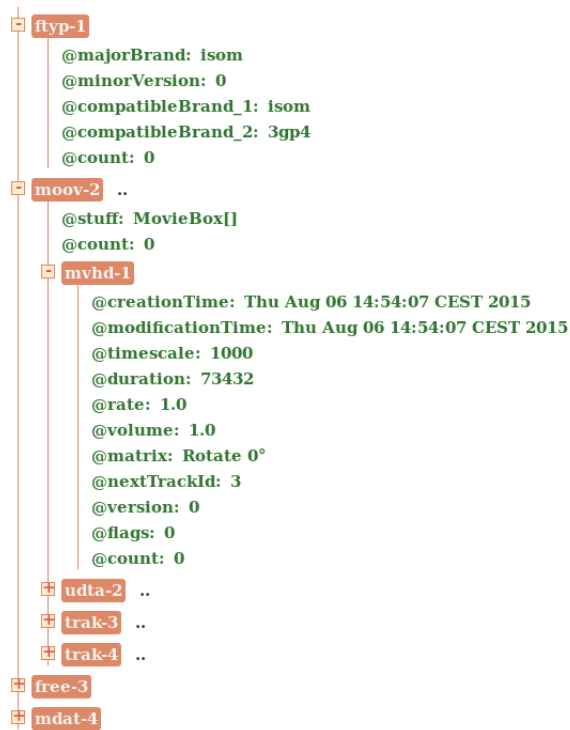 ftyp-1
@majorBrand: isom
@minorVersion: 0
@compatibleBrand_1: isom
@compatibleBrand_2: 3gp4
@count: 0
moov-2 ..
@stuff: MovieBox[]
@count: 0
mvhd-1
@creationTime: Thu Aug 06 14:54:07 CEST 2015
@modificationTime: Thu Aug 06 14:54:07 CEST 2015
@timescale: 1000
@duration: 73432
@rate: 1.0
@volume: 1.0
@matrix: Rotate 0°
@nextTrackId: 3
@version: 0
@flags: 0
@count: 0
udta-2 ..
trak-3 ..
trak-4 ..
free-3
mdat-4